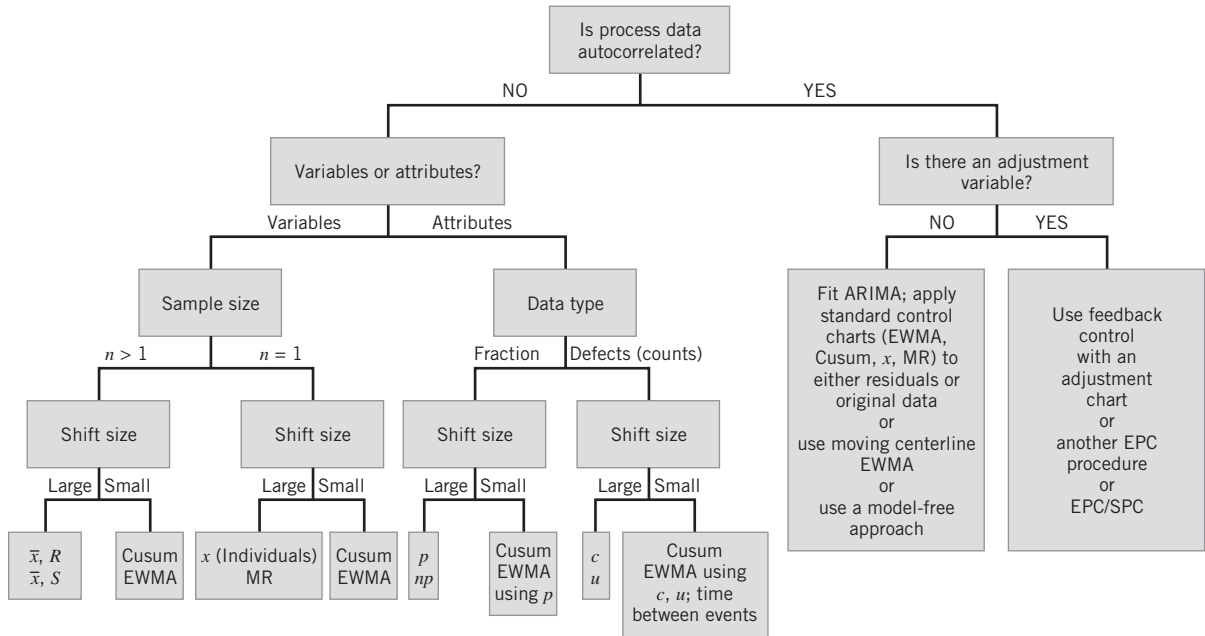 Is process data
autocorrelated?
NO
YES
Variables or attributes?
Is there an adjustment
variable?
Variables
Attributes
NO
YES
Sample size
Data type
Fit ARIMA; apply
standard control
charts (EWMA,
Cusum, x, MR) to
either residuals or
original data
or
use moving centerline
EWMA
or
use a model-free
approach
Use feedback
control
with an
adjustment
chart
or
another EPC
procedure
or
EPC/SPC
n > 1
n = 1
Fraction
Defects (counts)
Shift size
Shift size
Shift size
Shift size
Large
Small
Large
Small
Large
Small
Large
Small
x̅, R
x̅, S
Cusum
EWMA
x (Individuals)
MR
Cusum
EWMA
p
np
Cusum
EWMA
using p
c
u
Cusum
EWMA using
c, u; time
between events